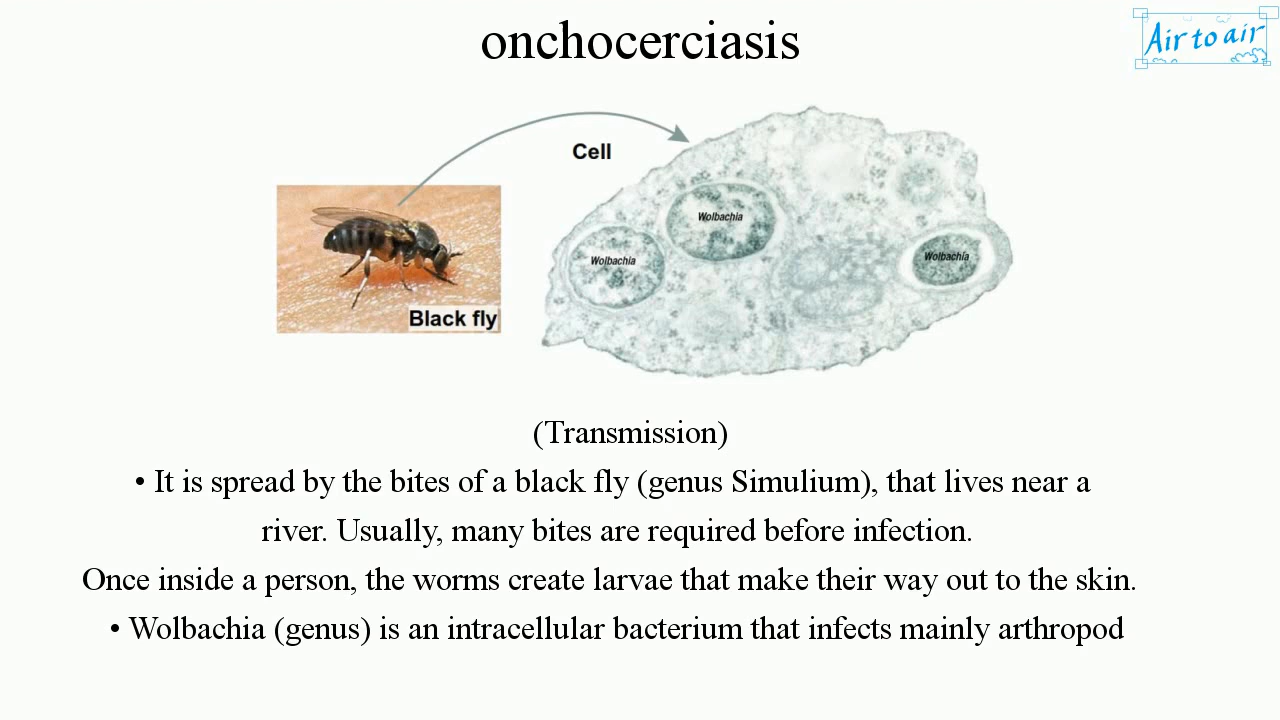 onchocerciasis
Air to air
Cell
Wolbachia
Wolbachia
Wolbachia
Black fly
(Transmission)
• It is spread by the bites of a black fly (genus Simulium), that lives near a
river. Usually, many bites are required before infection.
Once inside a person, the worms create larvae that make their way out to the skin.
• Wolbachia (genus) is an intracellular bacterium that infects mainly arthropod